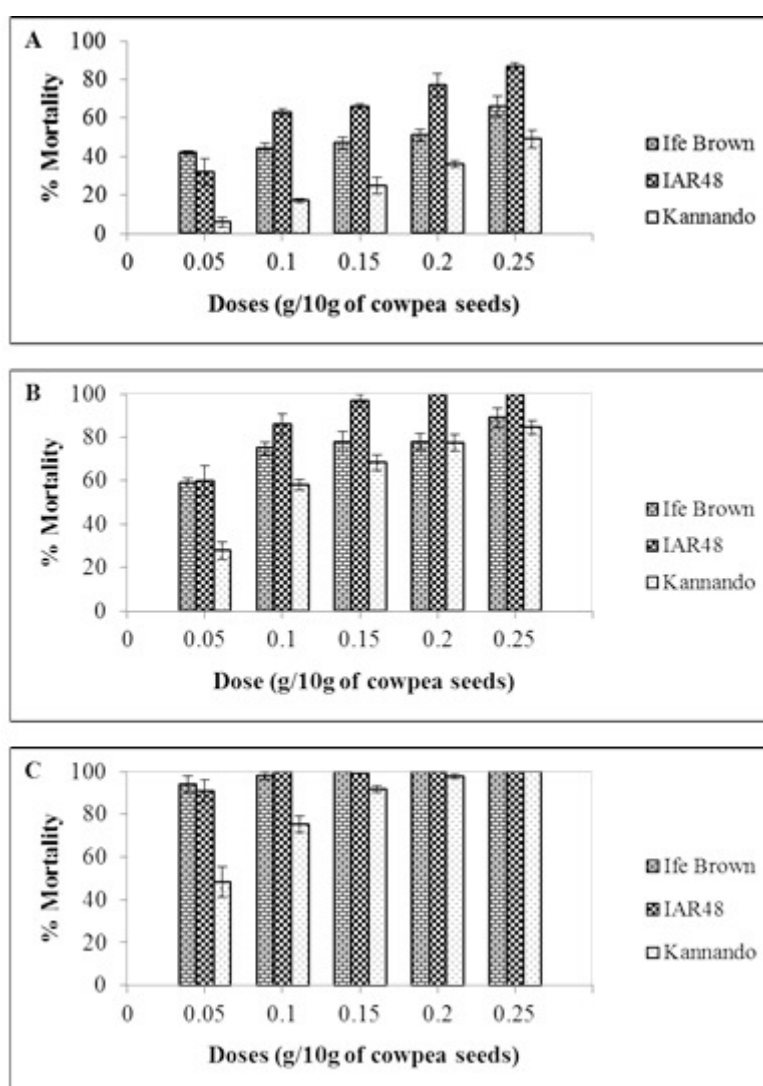 A
100
80
60
40
20
0
% Mortality
Ife Brown
IAR48
Kannando
0 0.05 0.1 0.15 0.2 0.25
Doses (g/10g of cowpea seeds)
B
100
80
60
40
20
0
% Mortality
Ife Brown
IAR48
Kannando
0 0.05 0.1 0.15 0.2 0.25
Dose (g/10g of cowpea seeds)
C
100
80
60
40
20
0
% Mortality
Ife Brown
IAR48
Kannando
0 0.05 0.1 0.15 0.2 0.25
Doses (g/10g of cowpea seeds)